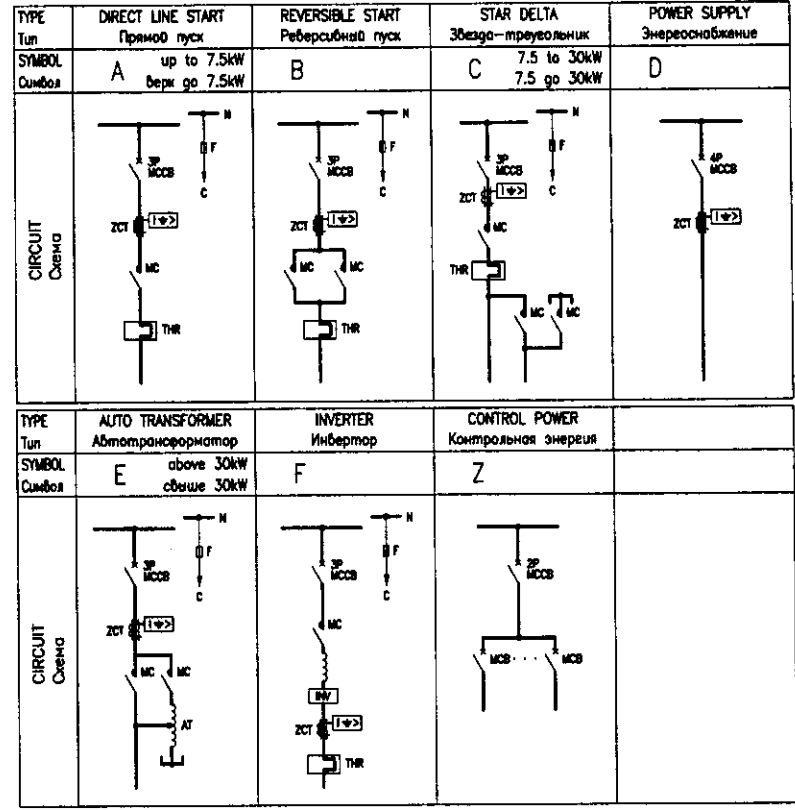 TYPE DIRECT LINE START REVERSIBLE START STAR DELTA POWER SUPPLY
Тип Прямой пуск Реверсивный пуск Звезда-треугольник Энергоснабжение
SYMBOL A up to 7.5kW B C 7.5 to 30kW D
Символ верх до 7.5kW 7.5 до 30kW
CIRCUIT
Схема
N N N
F F F
3P 3P 3P 4P
MCCB MCCB MCCB MCCB
C C C
ZCT I > ZCT I > ZCT I > ZCT I >
MC MC MC MC
THR THR THR
MC MC
TYPE AUTO TRANSFORMER INVERTER CONTROL POWER
Тип Автотрансформатор Инвертор Контрольная энергия
SYMBOL E above 30kW F Z
Символ свыше 30kW
CIRCUIT
Схема
N N
F F
3P 3P 2P
MCCB MCCB MCCB
C C
ZCT I > MC
MC MC MCB MCB
INV
AT ZCT I >
THR